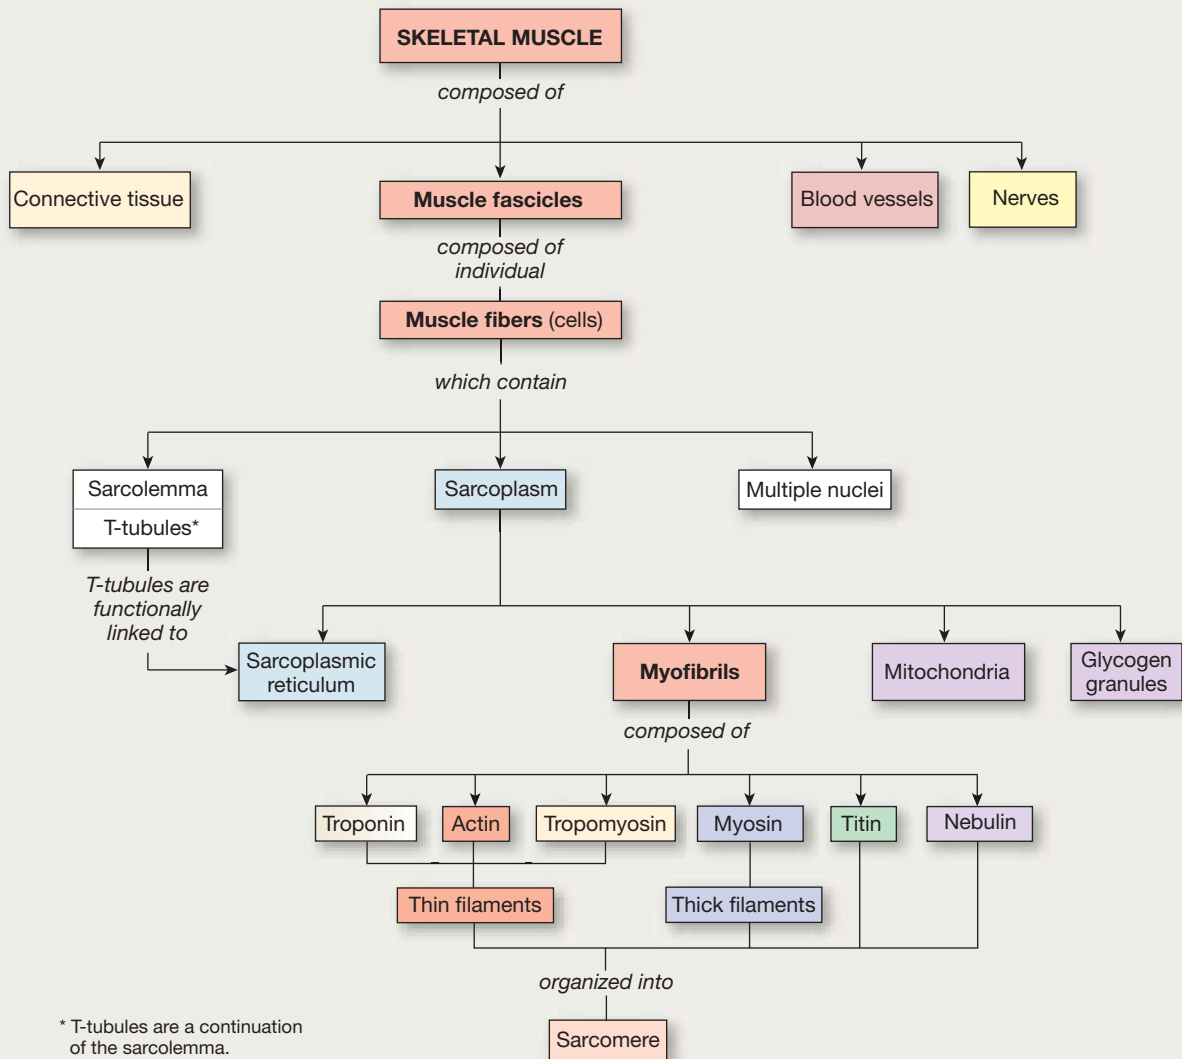 SKELETAL MUSCLE
composed of
Connective tissue
Muscle fascicles
Blood vessels
Nerves
composed of
individual
Muscle fibers (cells)
which contain
Sarcolemma
T-tubules*
Sarcoplasm
Multiple nuclei
T-tubules are
functionally
linked to
Sarcoplasmic
reticulum
Myofibrils
Mitochondria
Glycogen
granules
composed of
Troponin
Actin
Tropomyosin
Myosin
Titin
Nebulin
Thin filaments
Thick filaments
organized into
Sarcomere
* T-tubules are a continuation
of the sarcolemma.